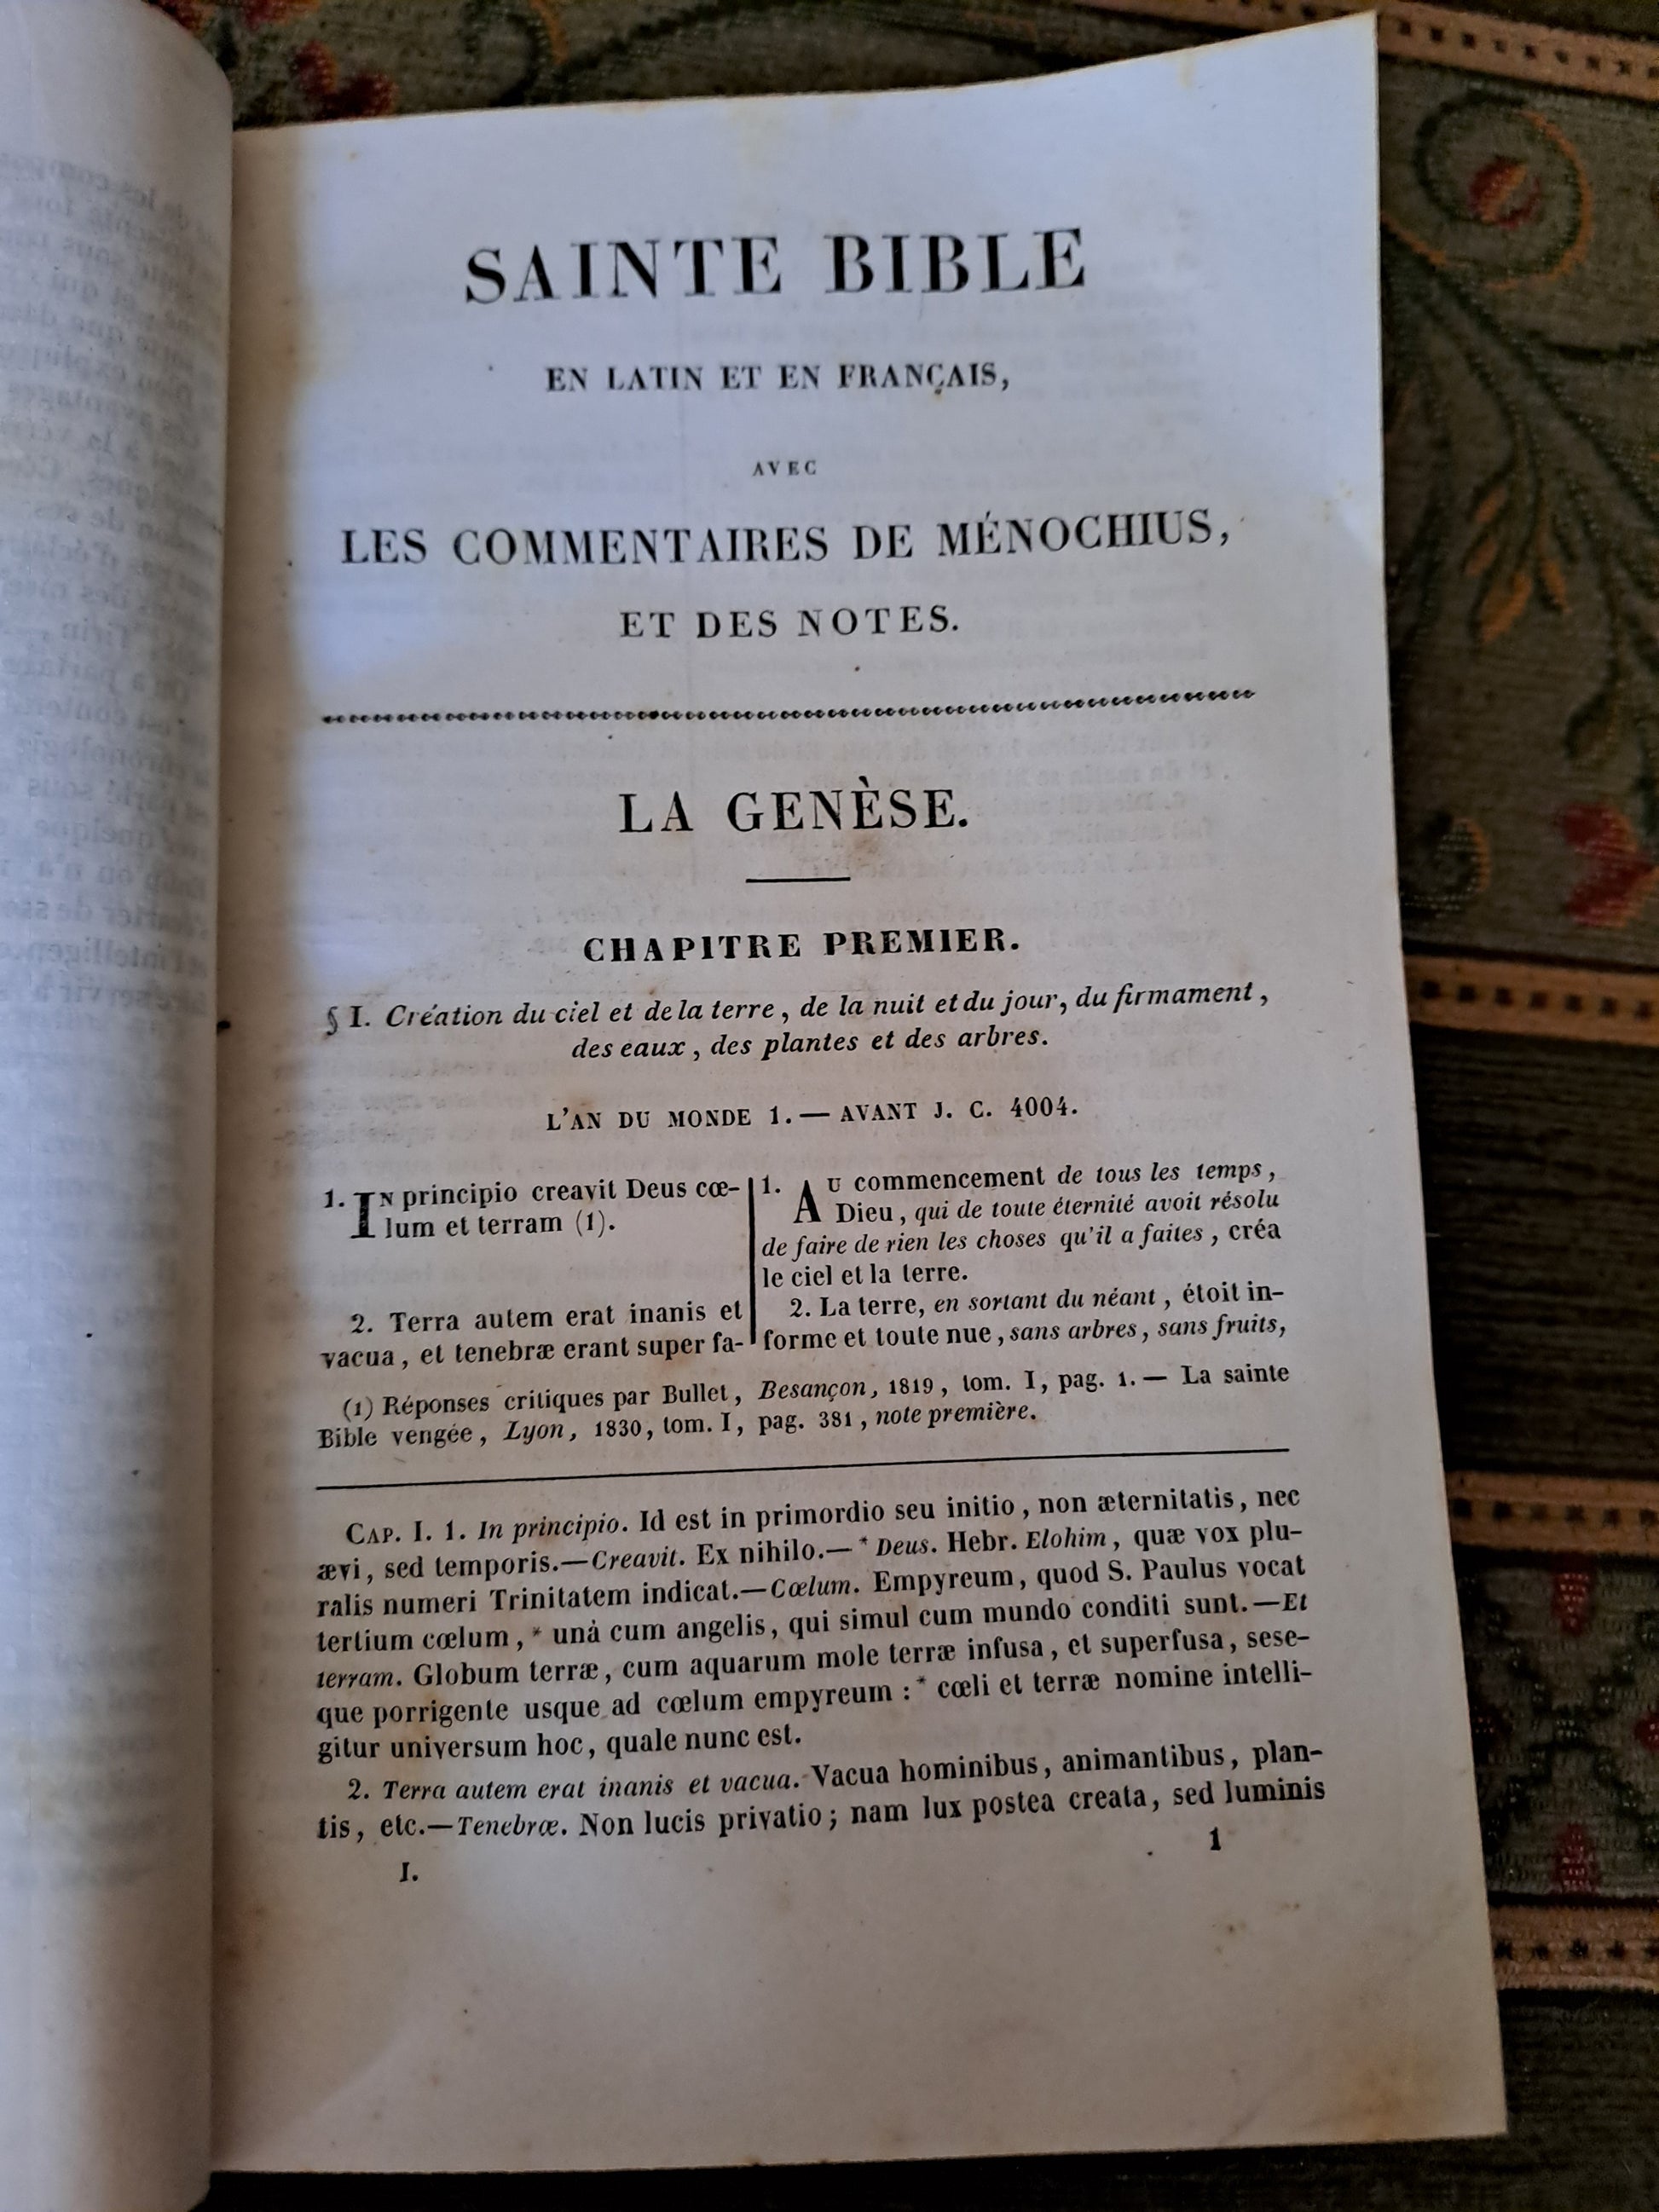 SAINTE BIBLE
EN LATIN ET EN FRANÇAIS,
AVEC
LES COMMENTAIRES DE MÉNOCHIUS,
ET DES NOTES.
LA GENÈSE.
CHAPITRE PREMIER.
§ I. Création du ciel et de la terre, de la nuit et du jour, du firmament,
des eaux, des plantes et des arbres.
L'AN DU MONDE 1. — AVANT J. C. 4004.
1. IN principio creavit Deus cœ-
lum et terram (1).
2. Terra autem erat inanis et
vacua, et tenebræ erant super fa-
1. AU commencement de tous les temps,
Dieu, qui de toute éternité avoit résolu
de faire de rien les choses qu'il a faites, créa
le ciel et la terre.
2. La terre, en sortant du néant, étoit in-
forme et toute nue, sans arbres, sans fruits,
(1) Réponses critiques par Bullet, Besançon, 1819, tom. I, pag. 1. — La sainte
Bible vengée, Lyon, 1830, tom. I, pag. 381, note première.
CAP. I. 1. In principio. Id est in primordio seu initio, non æternitatis, nec
ævi, sed temporis.—Creavit. Ex nihilo.—* Deus. Hebr. Elohim, quæ vox plu-
ralis numeri Trinitatem indicat.—Cœlum. Empyreum, quod S. Paulus vocat
tertium cœlum, * unà cum angelis, qui simul cum mundo conditi sunt.—Et
terram. Globum terræ, cum aquarum mole terræ infusa, et superfusa, sese-
que porrigente usque ad cœlum empyreum : * cœli et terræ nomine intelli-
gitur universum hoc, quale nunc est.
2. Terra autem erat inanis et vacua. Vacua hominibus, animantibus, plan-
tis, etc.—Tenebræ. Non lucis privatio; nam lux postea creata, sed luminis
I. 1